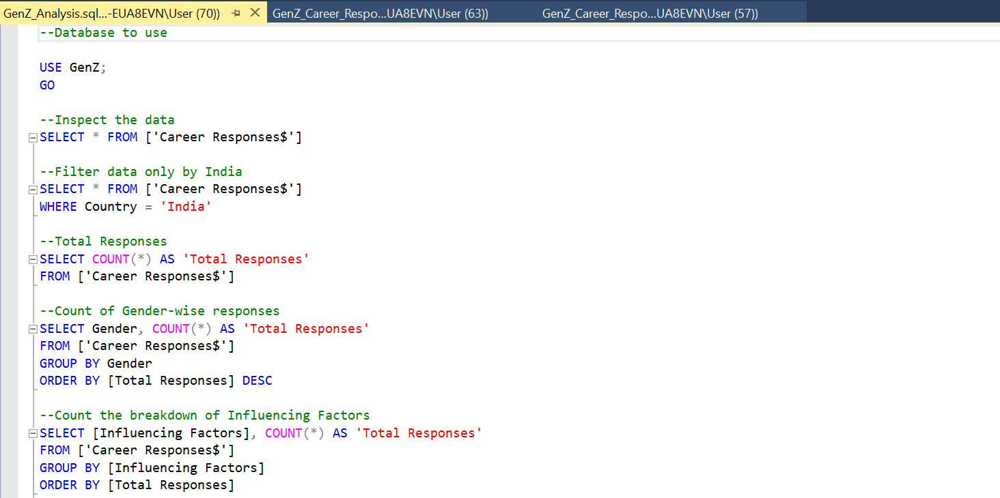 GenZ_Analysis.sql...-EUA8EVN\User (70)) GenZ_Career_Respo...UA8EVN\User (63)) GenZ_Career_Respo...UA8EVN\User (57))
--Database to use
USE GenZ;
GO
--Inspect the data
SELECT * FROM ['Career Responses$']
--Filter data only by India
SELECT * FROM ['Career Responses$']
WHERE Country = 'India'
--Total Responses
SELECT COUNT(*) AS 'Total Responses'
FROM ['Career Responses$']
--Count of Gender-wise responses
SELECT Gender, COUNT(*) AS 'Total Responses'
FROM ['Career Responses$']
GROUP BY Gender
ORDER BY [Total Responses] DESC
--Count the breakdown of Influencing Factors
SELECT [Influencing Factors], COUNT(*) AS 'Total Responses'
FROM ['Career Responses$']
GROUP BY [Influencing Factors]
ORDER BY [Total Responses]